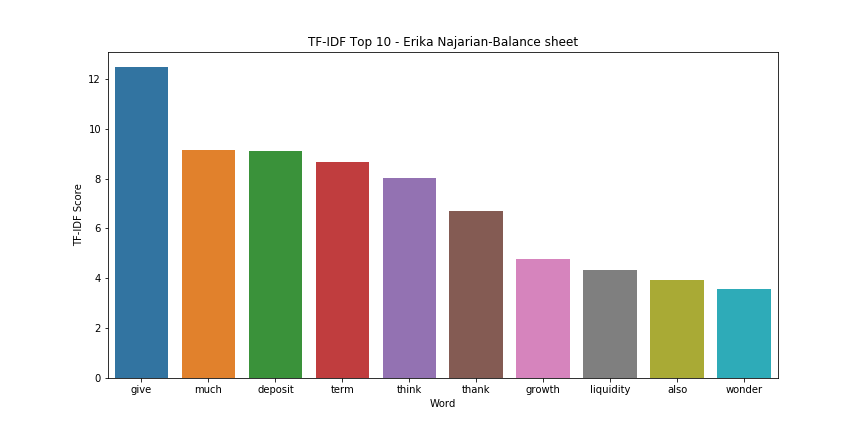 TF-IDF Top 10 - Erika Najarian-Balance sheet
TF-IDF Score
12
10
8
6
4
2
0
give much deposit term think thank growth liquidity also wonder
Word